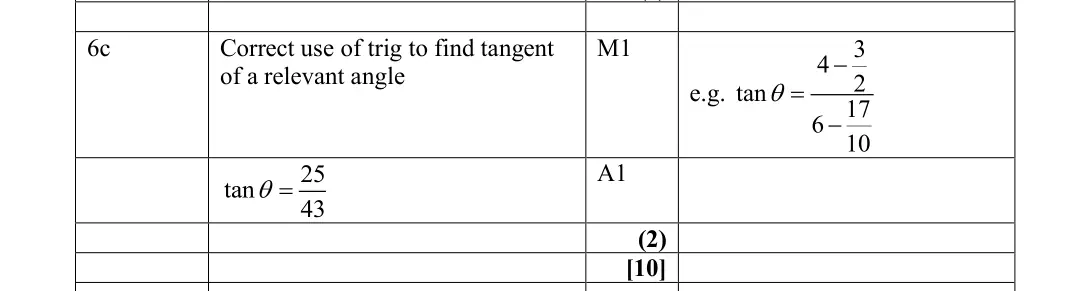 6c Correct use of trig to find tangent of a relevant angle M1 e.g. tan θ = (4 − 3/2) / (6 − 17/10)
tan θ = 25/43 A1
(2)
[10]